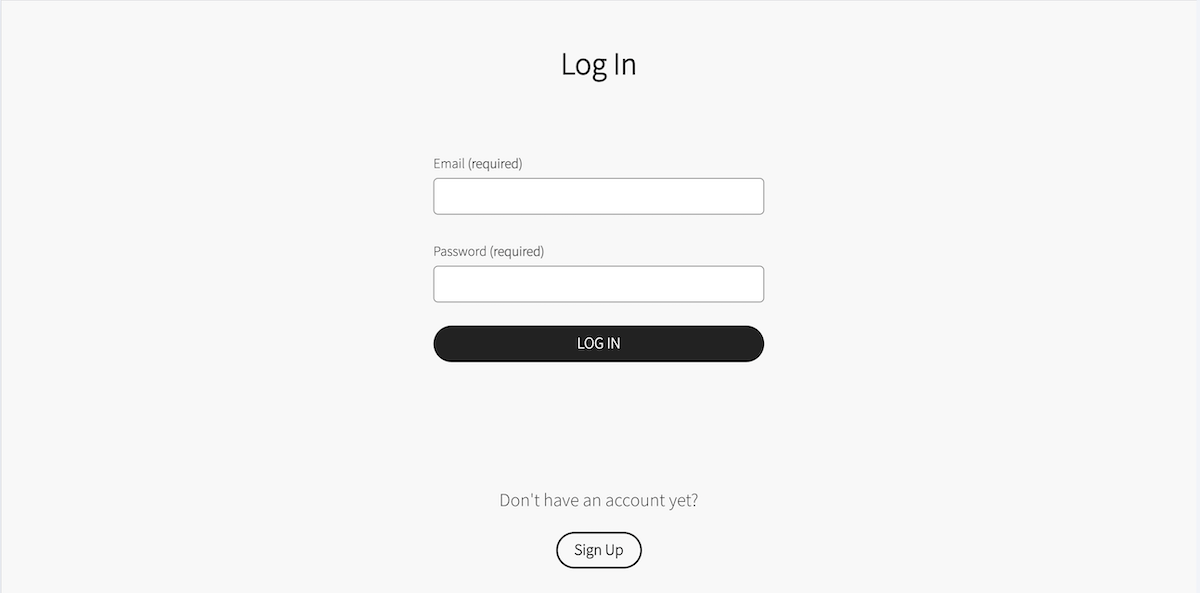 Log In
Email (required)
Password (required)
LOG IN
Don't have an account yet?
Sign Up